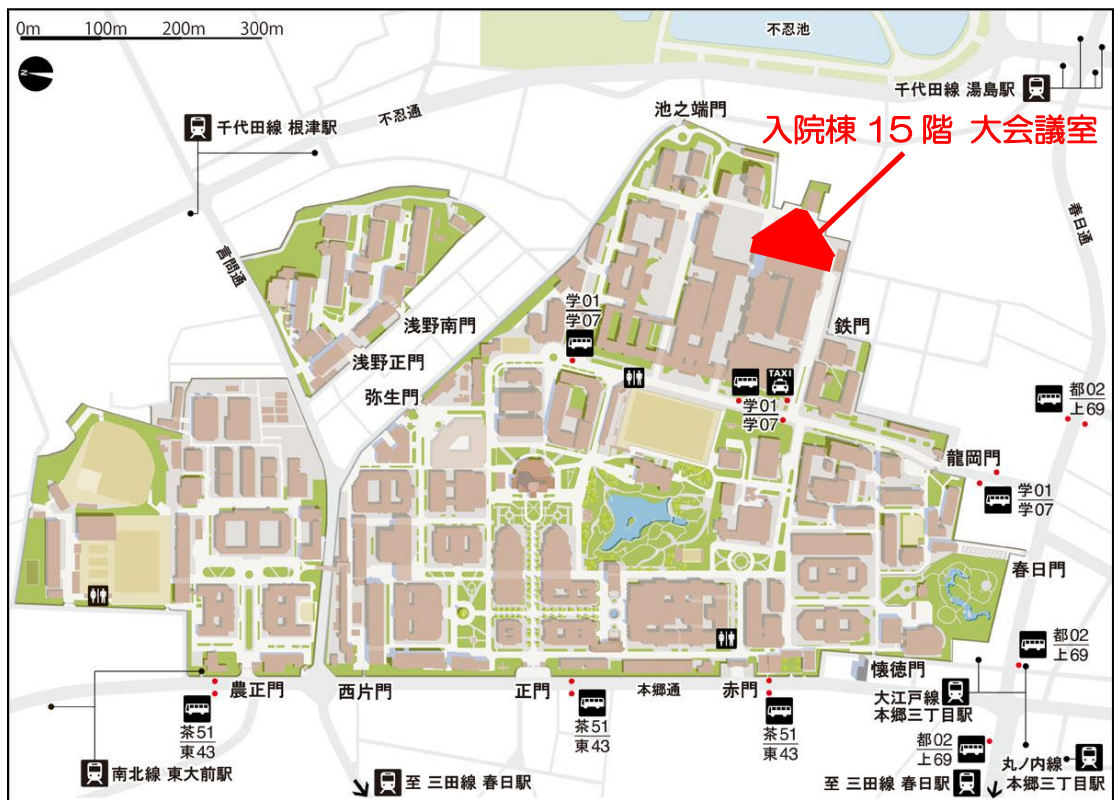 0m 100m 200m 300m
N
不忍池
千代田線 湯島駅
千代田線 根津駅
不忍通
池之端門
入院棟 15 階 大会議室
春日通
言問通
浅野南門
浅野正門
弥生門
学01
学07
鉄門
TAXI
学01
学07
都02
上69
龍岡門
学01
学07
春日門
都02
上69
懐徳門
大江戸線
本郷三丁目駅
農正門
西片門
正門
本郷通
赤門
茶51
東43
茶51
東43
茶51
東43
都02
上69
丸ノ内線
本郷三丁目駅
南北線 東大前駅
至 三田線 春日駅
至 三田線 春日駅